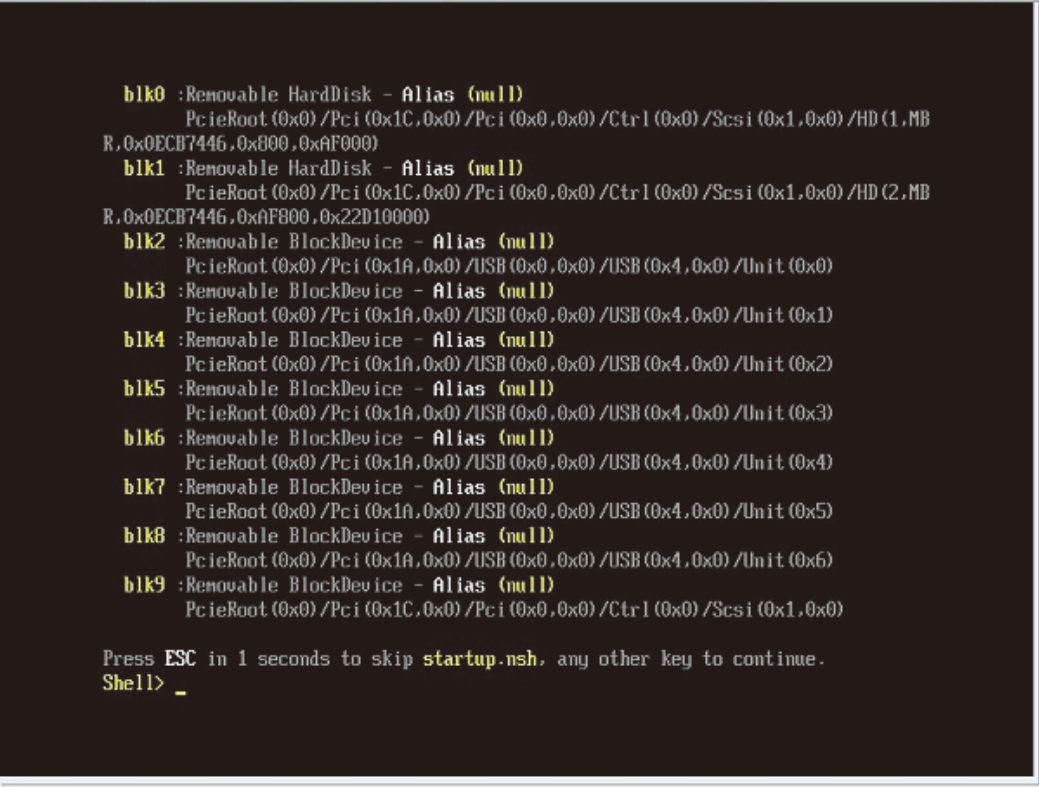 blk0 :Removable HardDisk - Alias (null)
PcieRoot(0x0)/Pci(0x1C,0x0)/Pci(0x0,0x0)/Ctrl(0x0)/Scsi(0x1,0x0)/HD(1,MB
R,0x0ECB7446,0x800,0xAF000)
blk1 :Removable HardDisk - Alias (null)
PcieRoot(0x0)/Pci(0x1C,0x0)/Pci(0x0,0x0)/Ctrl(0x0)/Scsi(0x1,0x0)/HD(2,MB
R,0x0ECB7446,0xAF800,0x22D10000)
blk2 :Removable BlockDevice - Alias (null)
PcieRoot(0x0)/Pci(0x1A,0x0)/USB(0x0,0x0)/USB(0x4,0x0)/Unit(0x0)
blk3 :Removable BlockDevice - Alias (null)
PcieRoot(0x0)/Pci(0x1A,0x0)/USB(0x0,0x0)/USB(0x4,0x0)/Unit(0x1)
blk4 :Removable BlockDevice - Alias (null)
PcieRoot(0x0)/Pci(0x1A,0x0)/USB(0x0,0x0)/USB(0x4,0x0)/Unit(0x2)
blk5 :Removable BlockDevice - Alias (null)
PcieRoot(0x0)/Pci(0x1A,0x0)/USB(0x0,0x0)/USB(0x4,0x0)/Unit(0x3)
blk6 :Removable BlockDevice - Alias (null)
PcieRoot(0x0)/Pci(0x1A,0x0)/USB(0x0,0x0)/USB(0x4,0x0)/Unit(0x4)
blk7 :Removable BlockDevice - Alias (null)
PcieRoot(0x0)/Pci(0x1A,0x0)/USB(0x0,0x0)/USB(0x4,0x0)/Unit(0x5)
blk8 :Removable BlockDevice - Alias (null)
PcieRoot(0x0)/Pci(0x1A,0x0)/USB(0x0,0x0)/USB(0x4,0x0)/Unit(0x6)
blk9 :Removable BlockDevice - Alias (null)
PcieRoot(0x0)/Pci(0x1C,0x0)/Pci(0x0,0x0)/Ctrl(0x0)/Scsi(0x1,0x0)
Press ESC in 1 seconds to skip startup.nsh, any other key to continue.
Shell> _